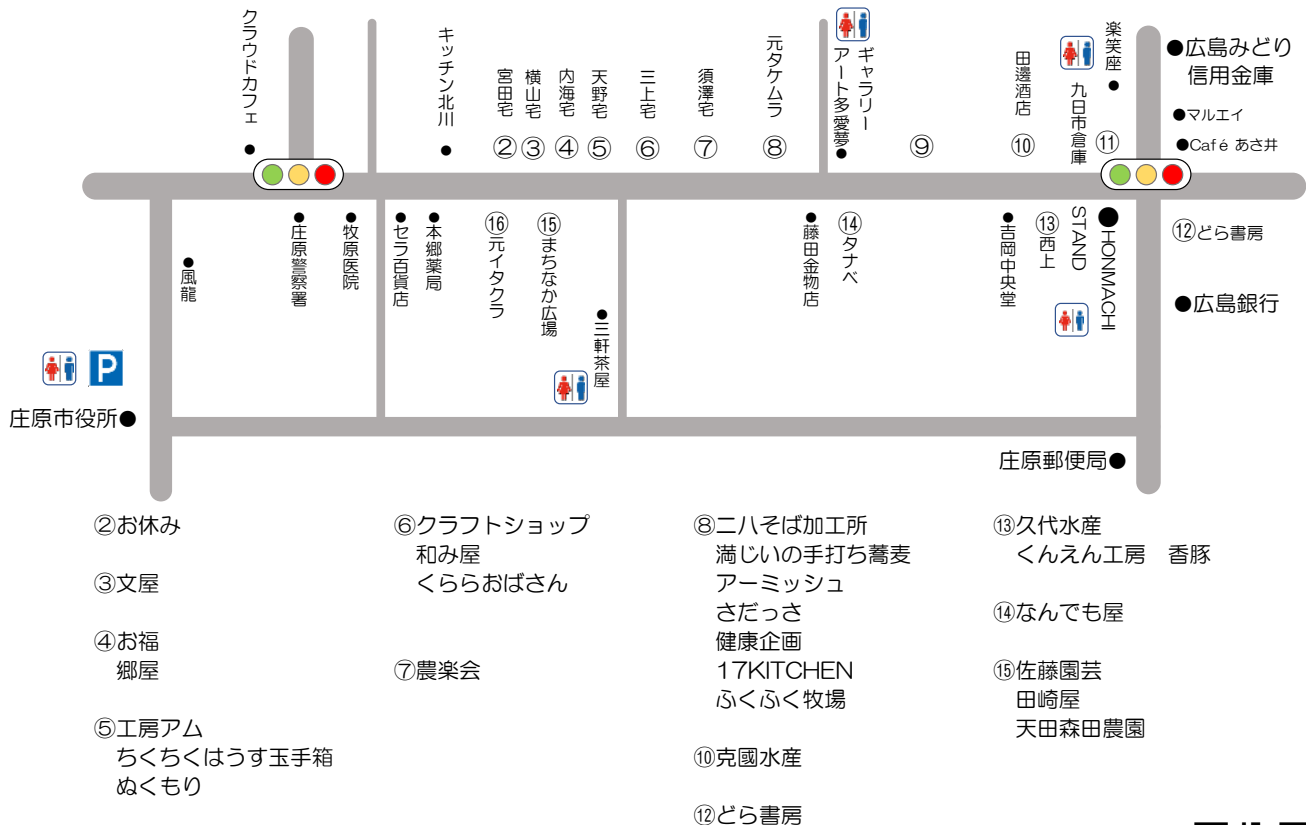 クラウドカフェ
キッチン北川
②
宮田宅
③
横山宅
④
内海宅
⑤
天野宅
⑥
三上宅
⑦
須澤宅
⑧
元タケムラ
ギャラリー
アート多愛夢
⑨
⑩
田邊酒店
九日市倉庫
⑪
楽笑座
●広島みどり
信用金庫
●マルエイ
●Café あさ井
●風龍
●庄原警察署
●牧原医院
●セラ百貨店
●本郷薬局
⑯元イタクラ
⑮まちなか広場
●三軒茶屋
●藤田金物店
⑭タナベ
●吉岡中央堂
⑬西上
●HONMACHI
STAND
⑫どら書房
●広島銀行
P
庄原市役所●
庄原郵便局●
②お休み
③文屋
④お福
郷屋
⑤工房アム
ちくちくはうす玉手箱
ぬくもり
⑥クラフトショップ
和み屋
くららおばさん
⑦農楽会
⑧二八そば加工所
満じいの手打ち蕎麦
アーミッシュ
さだっさ
健康企画
17KITCHEN
ふくふく牧場
⑩克國水産
⑫どら書房
⑬久代水産
くんえん工房　香豚
⑭なんでも屋
⑮佐藤園芸
田崎屋
天田森田農園